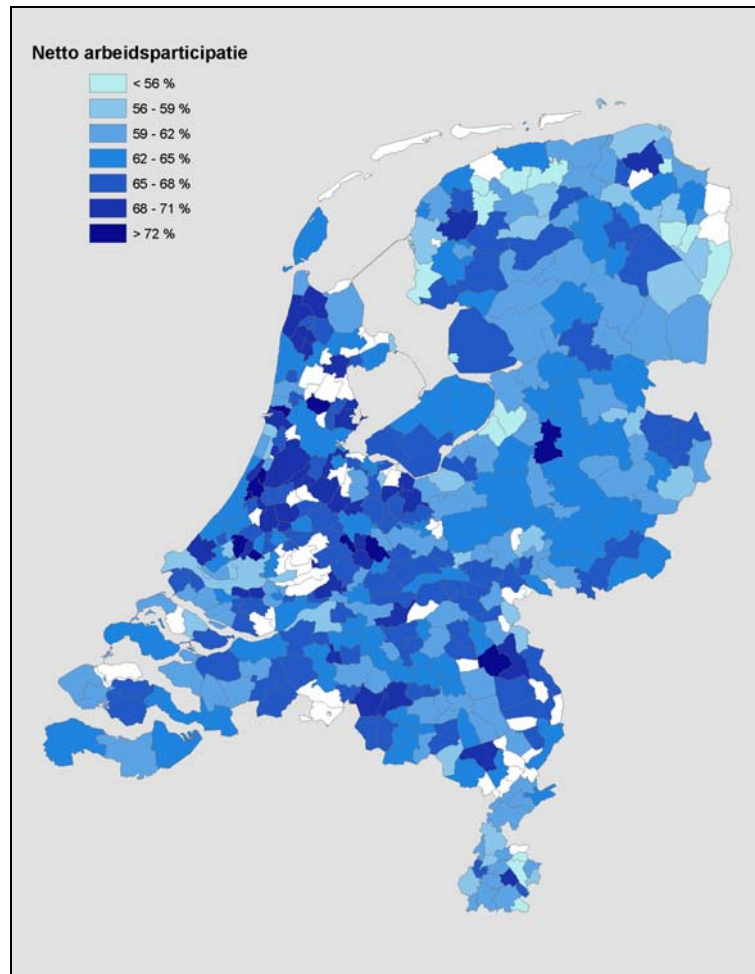 Netto arbeidsparticipatie
< 56 %
56 - 59 %
59 - 62 %
62 - 65 %
65 - 68 %
68 - 71 %
> 72 %